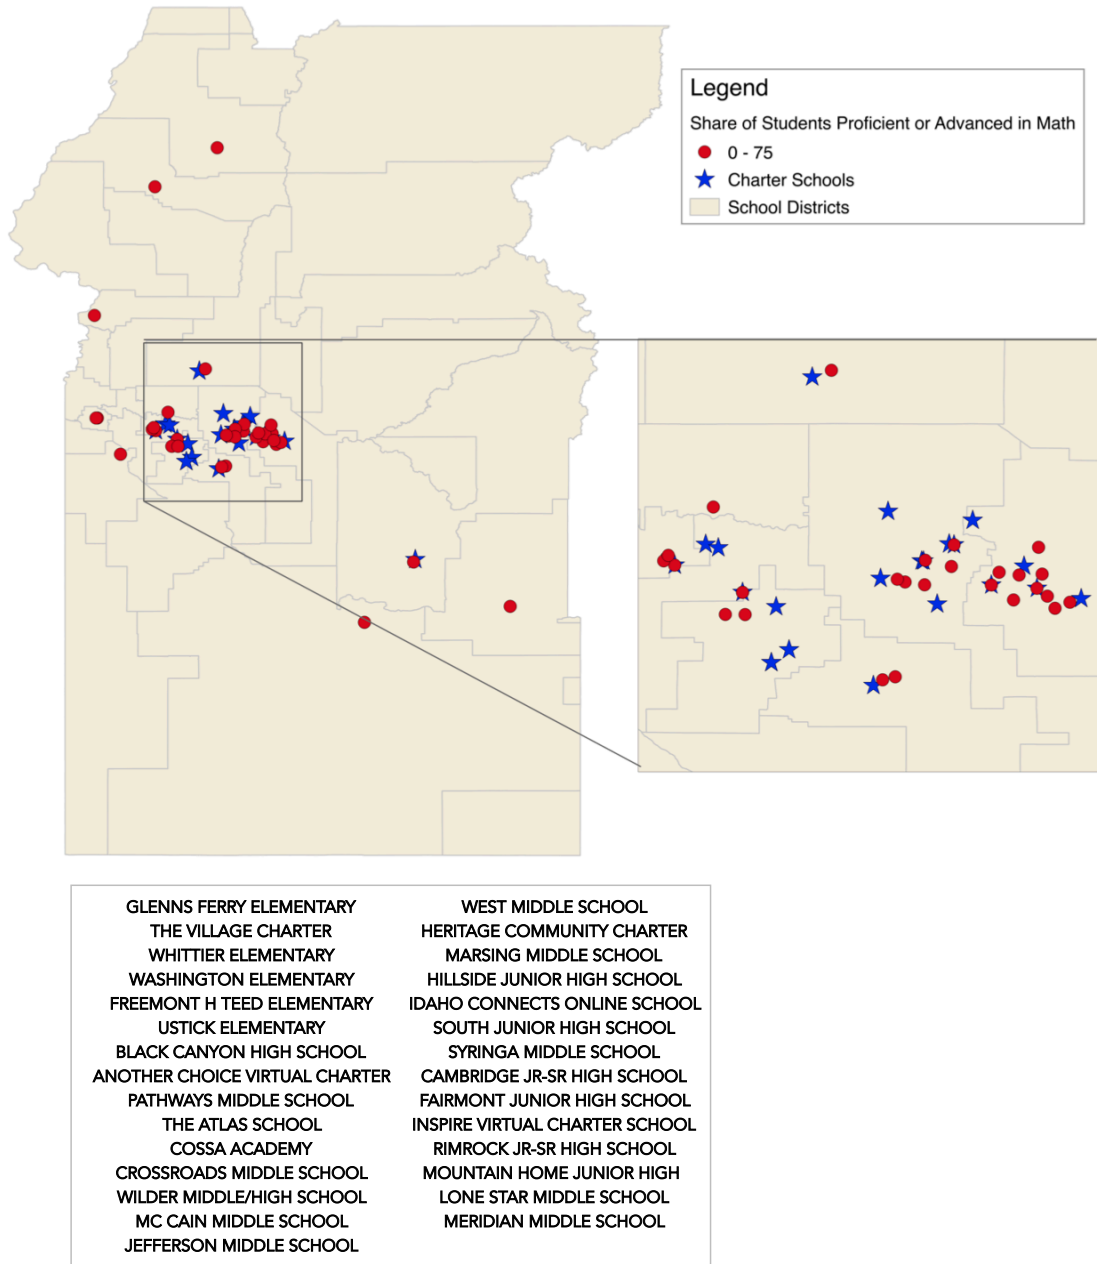 Legend
Share of Students Proficient or Advanced in Math
0 - 75
Charter Schools
School Districts
GLENNS FERRY ELEMENTARY
THE VILLAGE CHARTER
WHITTIER ELEMENTARY
WASHINGTON ELEMENTARY
FREEMONT H TEED ELEMENTARY
USTICK ELEMENTARY
BLACK CANYON HIGH SCHOOL
ANOTHER CHOICE VIRTUAL CHARTER
PATHWAYS MIDDLE SCHOOL
THE ATLAS SCHOOL
COSSA ACADEMY
CROSSROADS MIDDLE SCHOOL
WILDER MIDDLE/HIGH SCHOOL
MC CAIN MIDDLE SCHOOL
JEFFERSON MIDDLE SCHOOL
WEST MIDDLE SCHOOL
HERITAGE COMMUNITY CHARTER
MARSING MIDDLE SCHOOL
HILLSIDE JUNIOR HIGH SCHOOL
IDAHO CONNECTS ONLINE SCHOOL
SOUTH JUNIOR HIGH SCHOOL
SYRINGA MIDDLE SCHOOL
CAMBRIDGE JR-SR HIGH SCHOOL
FAIRMONT JUNIOR HIGH SCHOOL
INSPIRE VIRTUAL CHARTER SCHOOL
RIMROCK JR-SR HIGH SCHOOL
MOUNTAIN HOME JUNIOR HIGH
LONE STAR MIDDLE SCHOOL
MERIDIAN MIDDLE SCHOOL